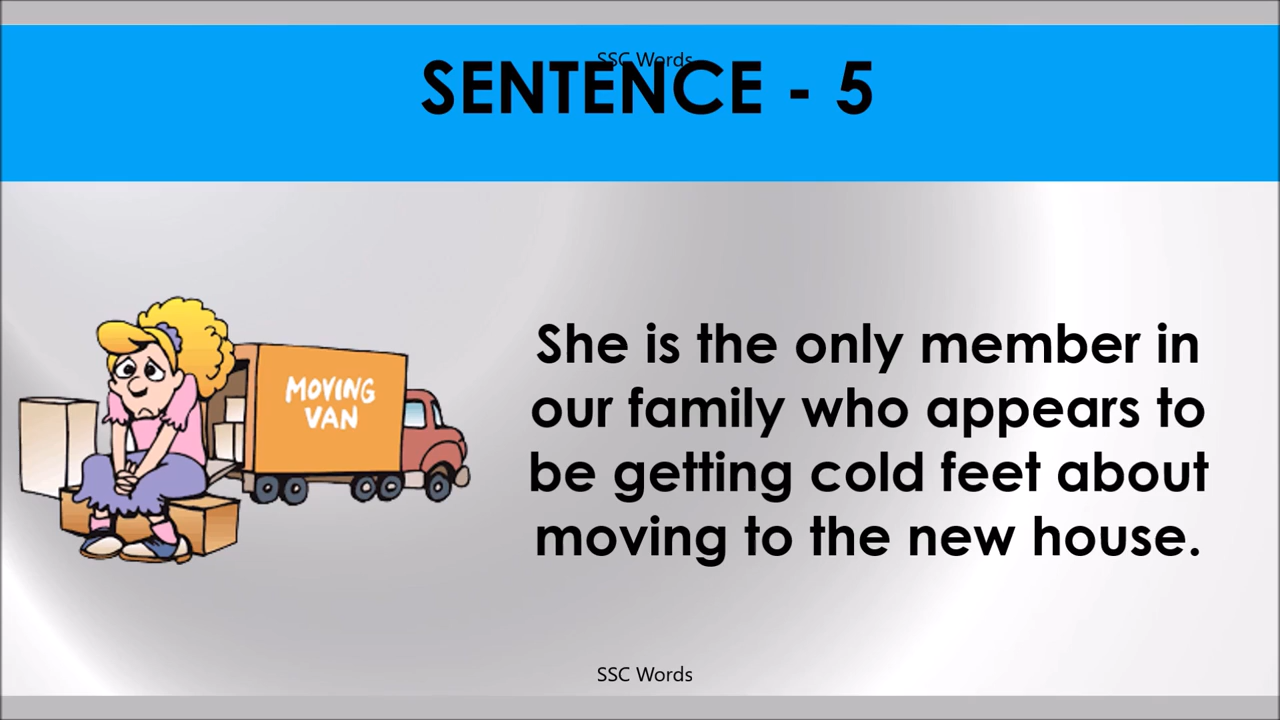 SSC Words
SENTENCE - 5
MOVING
VAN
She is the only member in
our family who appears to
be getting cold feet about
moving to the new house.
SSC Words